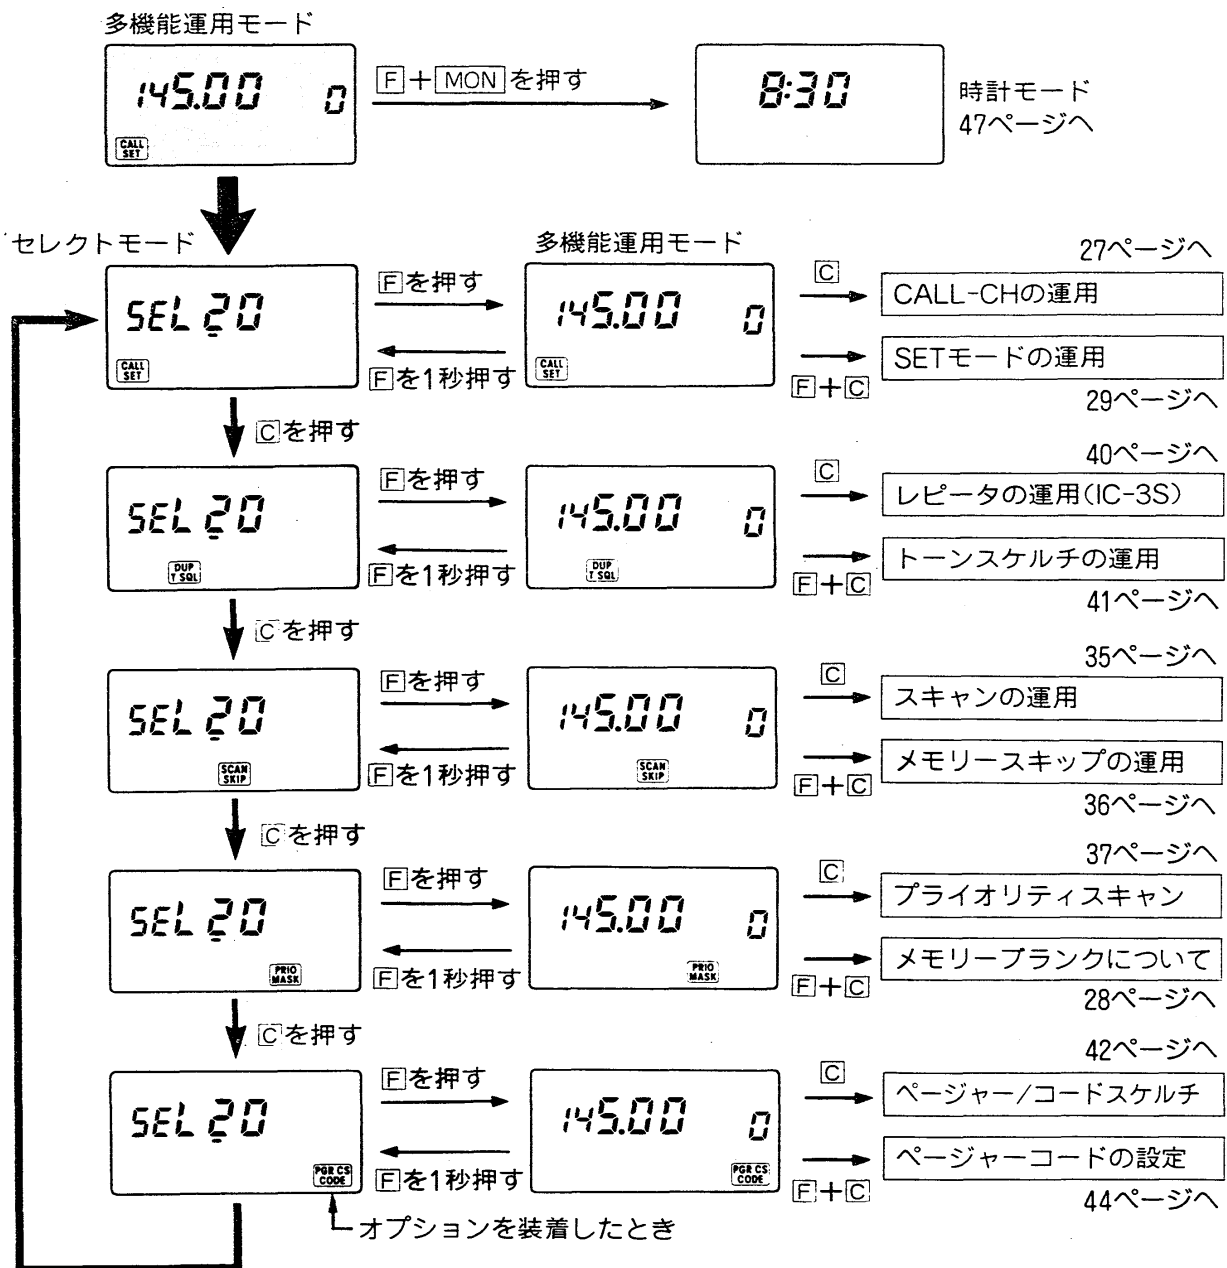 多機能運用モード
145.00 0
CALL SET
F+MONを押す
8:30
時計モード
47ページへ
セレクトモード
多機能運用モード
SEL 20
CALL SET
Fを押す
Fを1秒押す
145.00 0
CALL SET
C
27ページへ
CALL-CHの運用
SETモードの運用
F+C
29ページへ
Cを押す
SEL 20
DUP T SQL
Fを押す
Fを1秒押す
145.00 0
DUP T SQL
C
40ページへ
レピータの運用(IC-3S)
トーンスケルチの運用
F+C
41ページへ
Cを押す
SEL 20
SCAN SKIP
Fを押す
Fを1秒押す
145.00 0
SCAN SKIP
C
35ページへ
スキャンの運用
メモリースキップの運用
F+C
36ページへ
Cを押す
SEL 20
PRIO MASK
Fを押す
Fを1秒押す
145.00 0
PRIO MASK
C
37ページへ
プライオリティスキャン
メモリーブランクについて
F+C
28ページへ
Cを押す
SEL 20
PGR CS CODE
Fを押す
Fを1秒押す
145.00 0
PGR CS CODE
C
42ページへ
ページャー/コードスケルチ
ページャーコードの設定
F+C
44ページへ
オプションを装着したとき